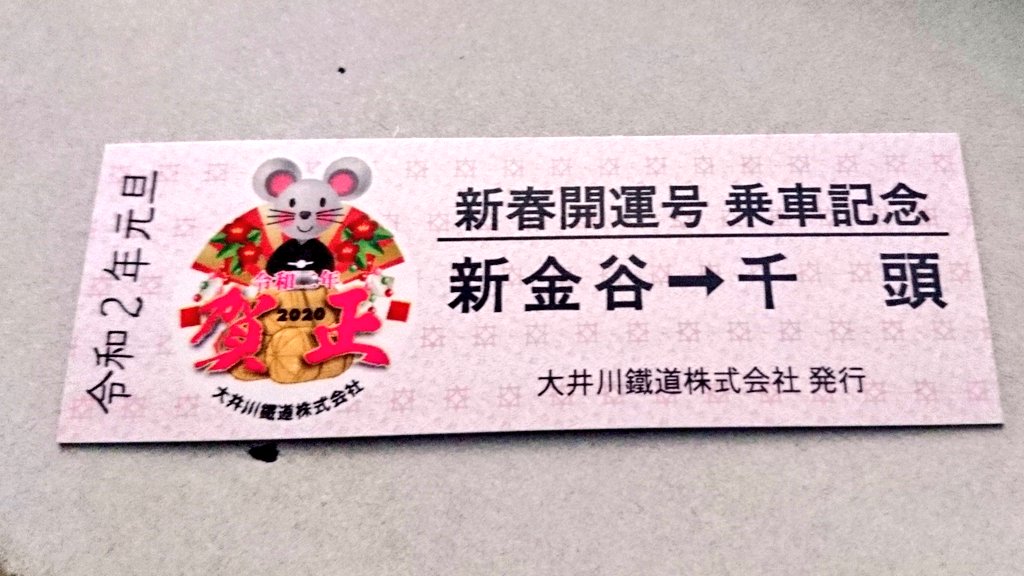 令和2年元旦
令和二年
賀正
2020
大井川鐵道株式会社
新春開運号 乗車記念
新金谷➡千 頭
大井川鐵道株式会社 発行